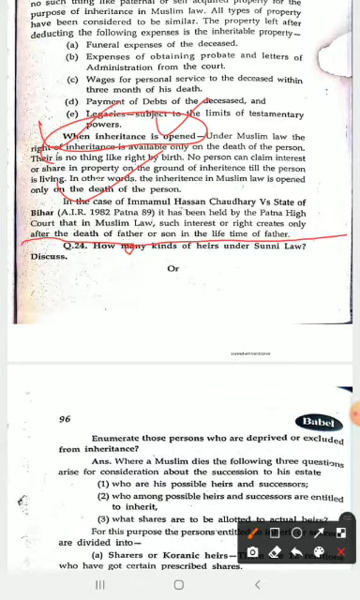 no such thing like paternal or self acquired property for the
purpose of inheritance in Muslim law. All types of property
have been considered to be similar. The property left after
deducting the following expenses is the inheritable property—
(a) Funeral expenses of the deceased.
(b) Expenses of obtaining probate and letters of
Administration from the court.
(c) Wages for personal service to the deceased within
three month of his death.
(d) Payment of Debts of the decesased, and
(e) Legacies—subject to the limits of testamentary
powers.
When inheritance is opened—Under Muslim law the
right of inheritance is available only on the death of the person.
Their is no thing like right by birth. No person can claim interest
or share in property on the ground of inheritence till the person
is living. In other words. the inheritence in Muslim law is opened
only on the death of the person.
In the case of Immamul Hassan Chaudhary Vs State of
Bihar (A.I.R. 1982 Patna 89) it has been held by the Patna High
Court that in Muslim Law, such interest or right creates only
after the death of father or son in the life time of father.
Q.24. How many kinds of heirs under Sunni Law?
Discuss.
Or
96
Babel
Enumerate those persons who are deprived or excluded
from inheritance?
Ans. Where a Muslim dies the following three questions
arise for consideration about the succession to his estate
(1) who are his possible heirs and successors;
(2) who among possible heirs and successors are entitled
to inherit,
(3) what shares are to be allotted to actual heirs?
For this purpose the persons entitled to
are divided into—
(a) Sharers or Koranic heirs—
who have got certain prescribed shares.